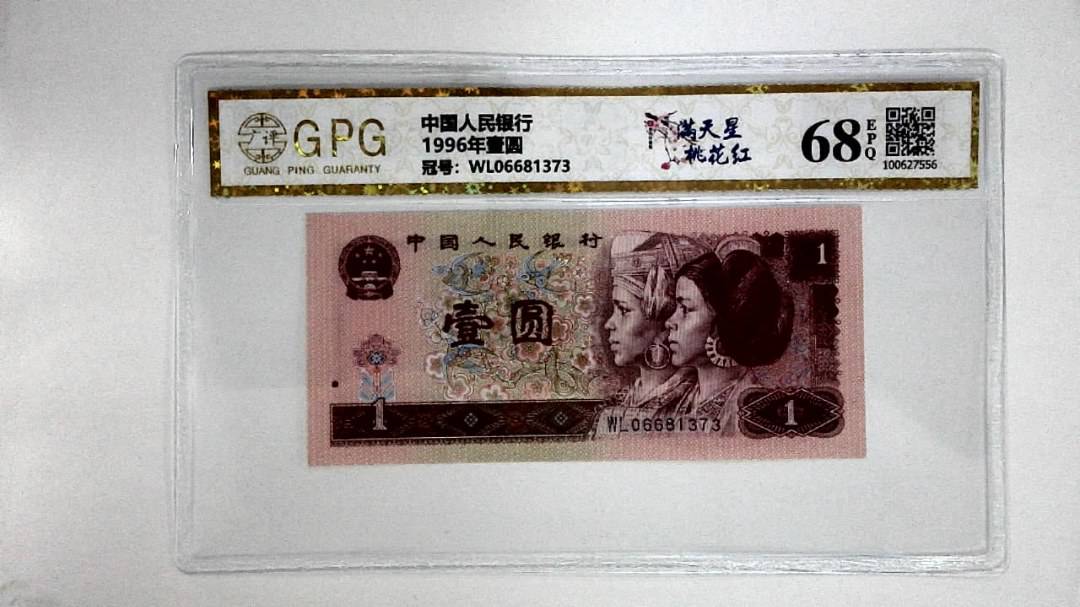 广评
GPG
GUANG PING GUARANTY
中国人民银行
1996年壹圆
冠号：WL06681373
满天星
桃花红
68
EPQ
100627556
中国人民银行
1
壹圆
1
1
WL06681373